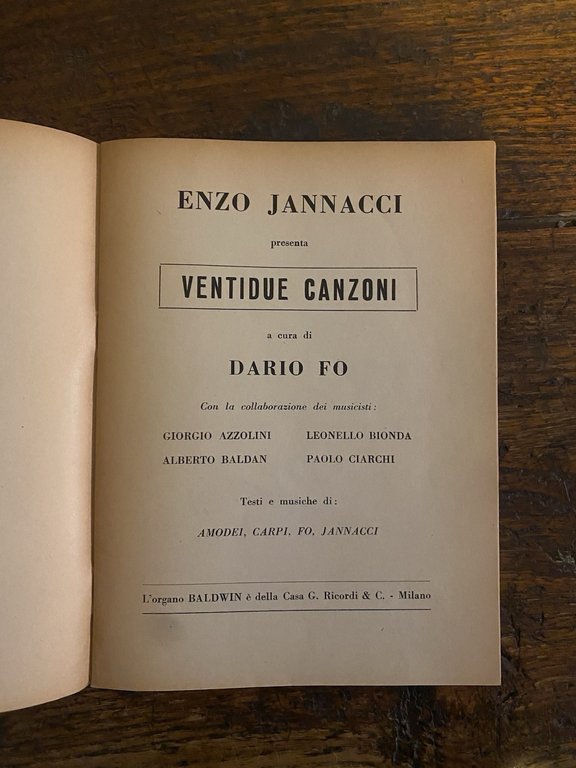 ENZO JANNACCI
presenta
VENTIDUE CANZONI
a cura di
DARIO FO
Con la collaborazione dei musicisti:
GIORGIO AZZOLINI LEONELLO BIONDA
ALBERTO BALDAN PAOLO CIARCHI
Testi e musiche di:
AMODEI, CARPI, FO, JANNACCI
L'organo BALDWIN è della Casa G. Ricordi & C. - Milano